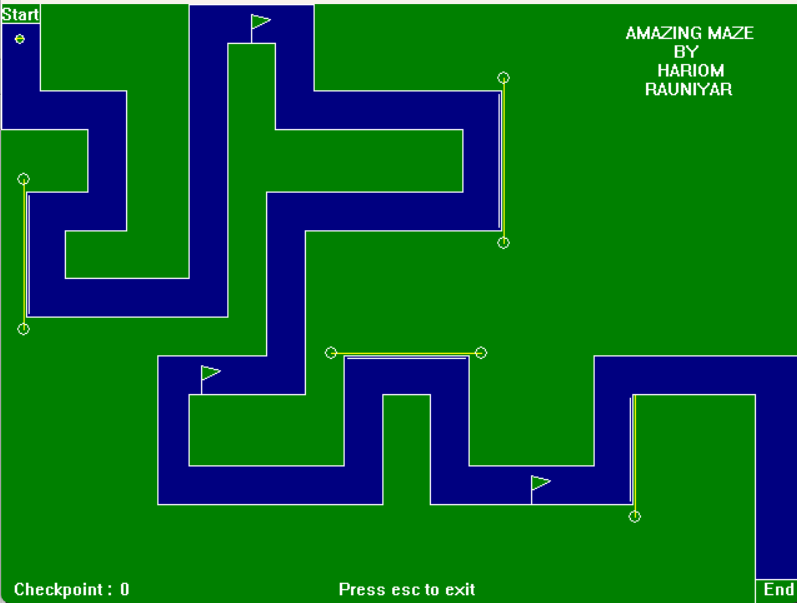 Start
AMAZING MAZE
BY
HARIOM
RAUNIYAR
Checkpoint : 0
Press esc to exit
End